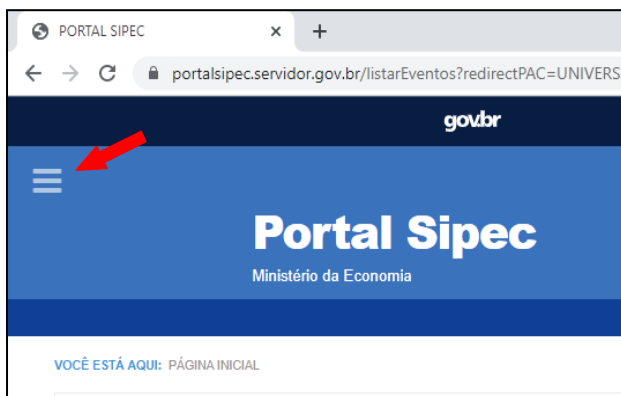 PORTAL SIPEC
portalsipec.servidor.gov.br/listarEventos?redirectPAC=UNIVERS
gov.br
Portal Sipec
Ministério da Economia
VOCÊ ESTÁ AQUI: PÁGINA INICIAL